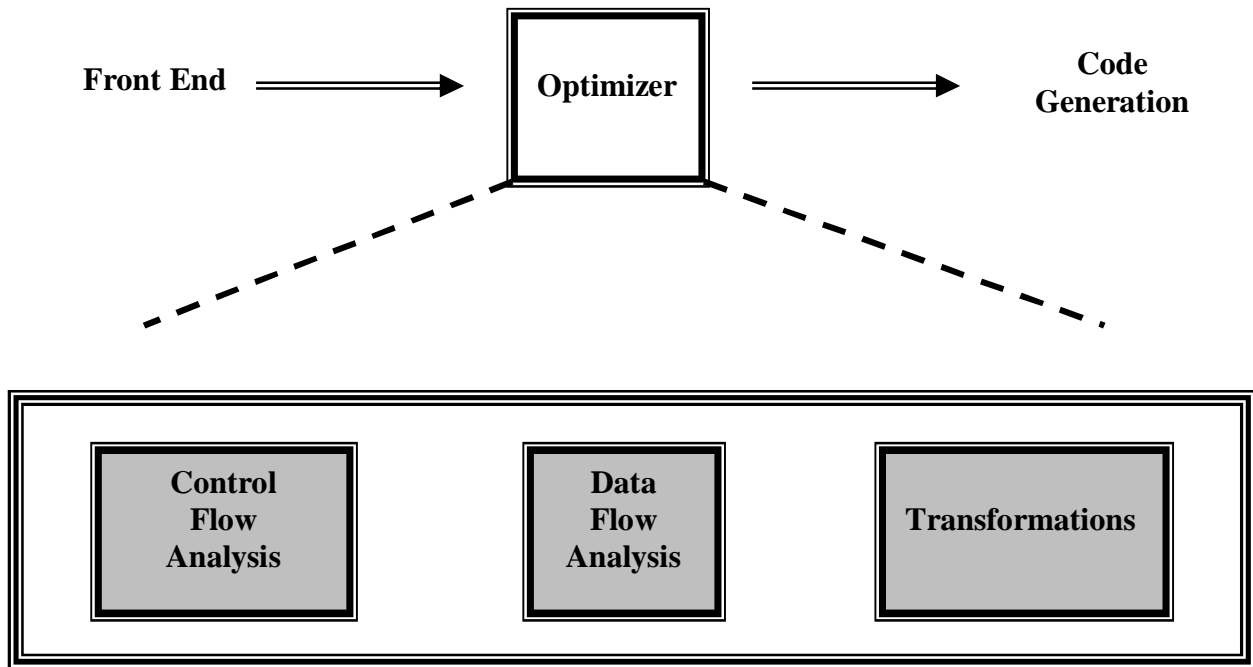 Front End
Optimizer
Code
Generation
Control
Flow
Analysis
Data
Flow
Analysis
Transformations